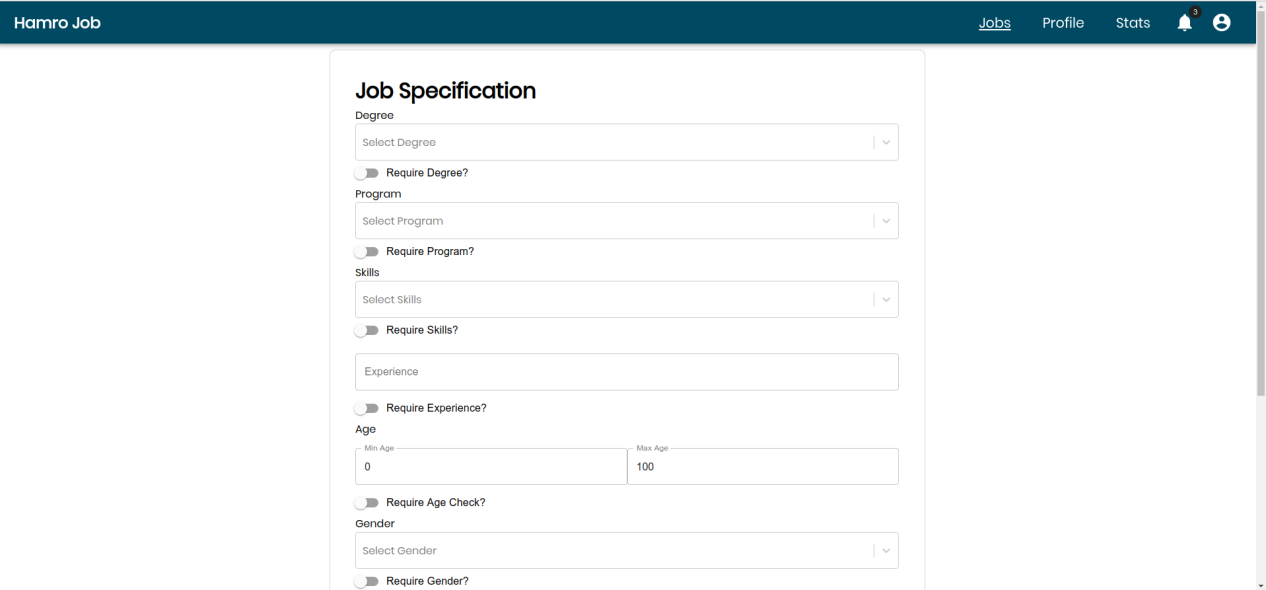 Hamro Job Jobs Profile Stats 3
Job Specification
Degree
Select Degree
Require Degree?
Program
Select Program
Require Program?
Skills
Select Skills
Require Skills?
Experience
Require Experience?
Age
Min Age Max Age
0 100
Require Age Check?
Gender
Select Gender
Require Gender?